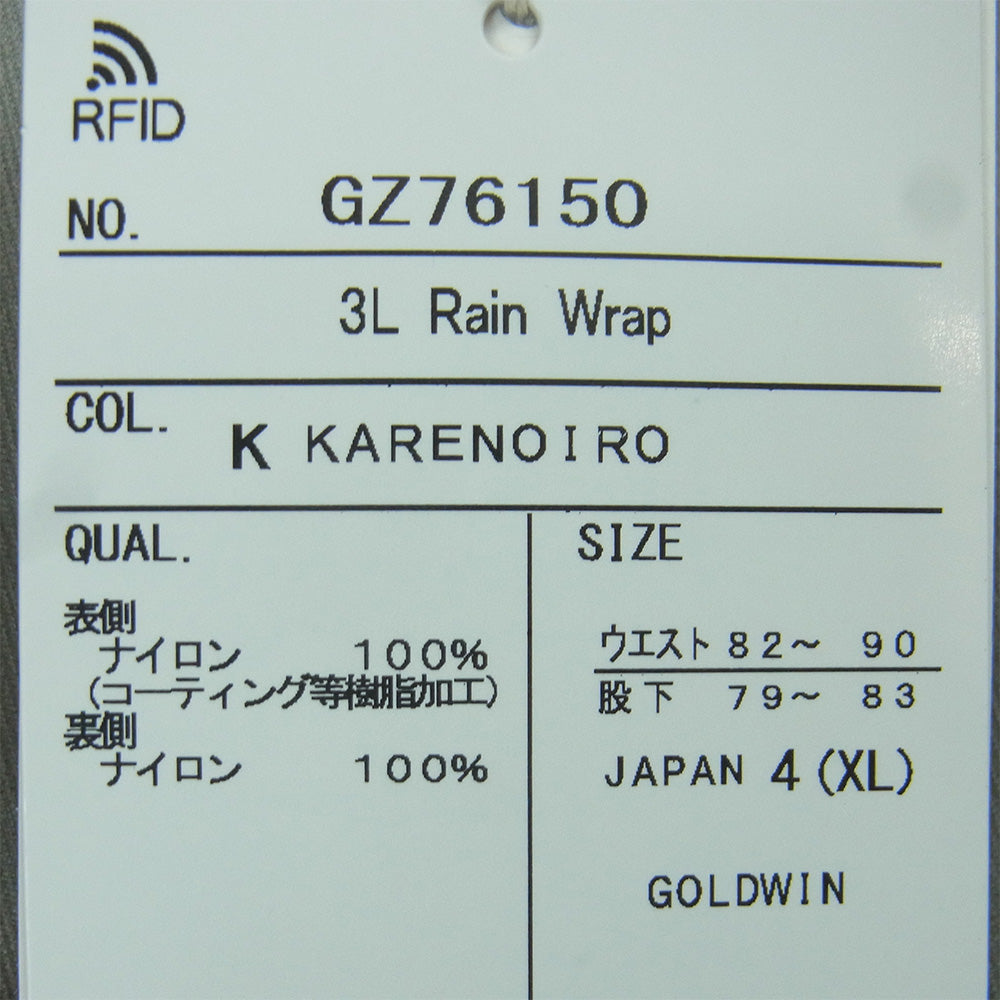 RFID
NO. GZ76150
3L Rain Wrap
COL. K KARENOIRO
QUAL.
表側
ナイロン 100%
(コーティング等樹脂加工)
裏側
ナイロン 100%
SIZE
ウエスト 82~ 90
股下 79~ 83
JAPAN 4(XL)
GOLDWIN